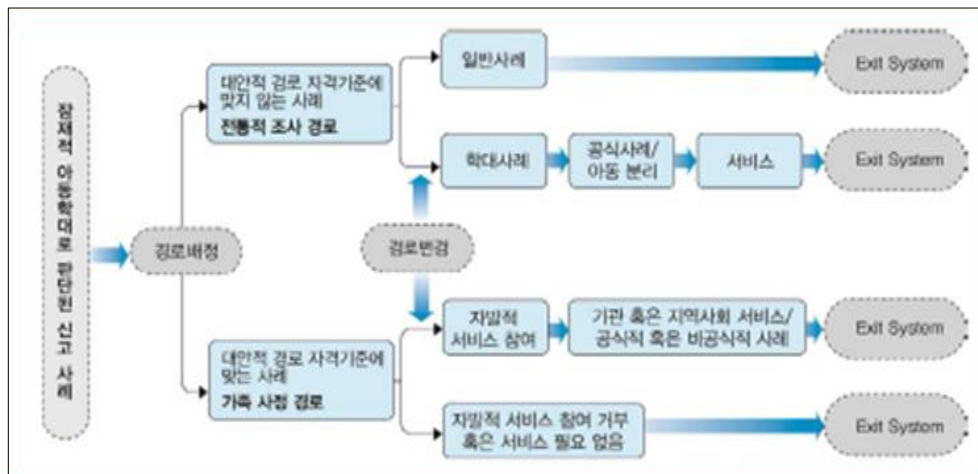 잠재적 아동학대로 판단된 신고 사례
경로배정
대안적 경로 자격기준에
맞지 않는 사례
전통적 조사 경로
일반사례
Exit System
학대사례
공식사례/
아동 분리
서비스
Exit System
경로변경
대안적 경로 자격기준에
맞는 사례
가족 사정 경로
자발적
서비스 참여
기관 혹은 지역사회 서비스/
공식적 혹은 비공식적 사례
Exit System
자발적 서비스 참여 거부
혹은 서비스 필요 없음
Exit System